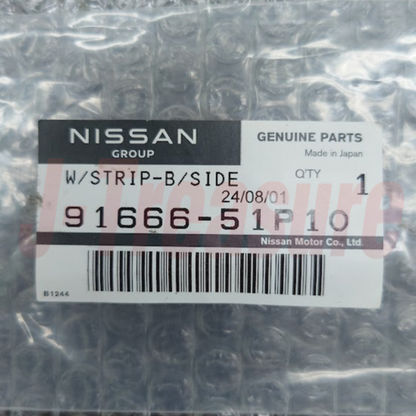 NISSAN
GROUP
GENUINE PARTS
Made in Japan
W/STRIP-B/SIDE
Q'TY 1
24/08/01
91666-51P10
Nissan Motor Co., Ltd.
B1244
J-Treasure